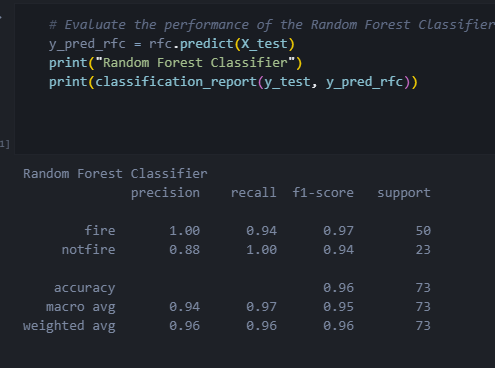 # Evaluate the performance of the Random Forest Classifier
y_pred_rfc = rfc.predict(X_test)
print("Random Forest Classifier")
print(classification_report(y_test, y_pred_rfc))
1]
Random Forest Classifier
precision recall f1-score support
fire 1.00 0.94 0.97 50
notfire 0.88 1.00 0.94 23
accuracy 0.96 73
macro avg 0.94 0.97 0.95 73
weighted avg 0.96 0.96 0.96 73